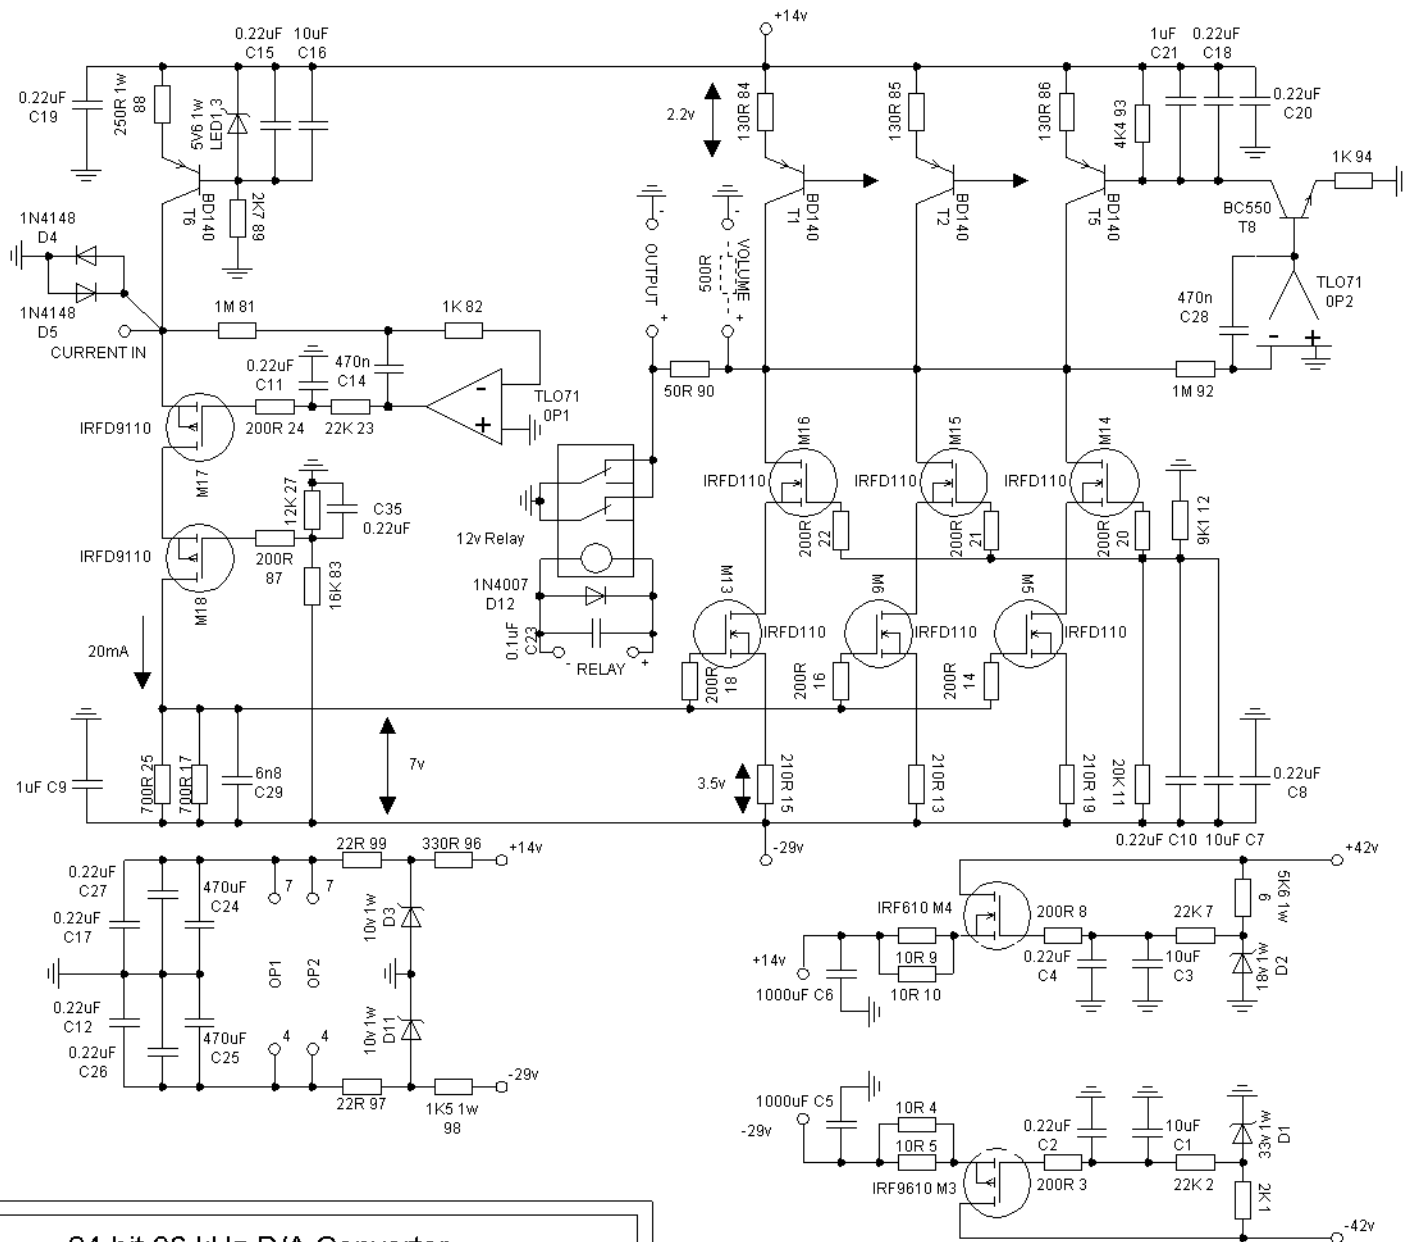 +14v
0.22uF
C15
10uF
C16
1uF
C21
0.22uF
C18
0.22uF
C19
250R 1w
88
5V6 1w
LED1,3
2.2v
130R 84
130R 85
130R 86
4K4 93
0.22uF
C20
1K 94
BD140
T6
2K7 89
BD140
T1
BD140
T2
BD140
T5
BC550
T8
1N4148
D4
1N4148
D5
CURRENT IN
1M 81
1K 82
OUTPUT
-
+
500R
VOLUME
-
+
470n
C28
TLO71
OP2
-
+
0.22uF
C11
470n
C14
-
+
TLO71
OP1
50R 90
1M 92
IRFD9110
M17
200R 24
22K 23
M16
M15
M14
IRFD110
IRFD110
IRFD110
12K 27
C35
0.22uF
12v Relay
200R
22
200R
21
200R
20
9K1 12
IRFD9110
M18
200R
87
16K 83
1N4007
D12
M13
M6
M5
IRFD110
IRFD110
IRFD110
20mA
0.1uF
C23
-
RELAY
+
200R
18
200R
16
200R
14
1uF C9
700R 25
700R 17
6n8
C29
7v
3.5v
210R 15
210R 13
210R 19
20K 11
0.22uF
C8
0.22uF C10
10uF C7
-29v
22R 99
330R 96
+14v
+42v
0.22uF
C27
470uF
C24
7
7
10v 1w
D3
0.22uF
C17
IRF610 M4
200R 8
22K 7
5K6 1w
6
+14v
10R 9
10R 10
0.22uF
C4
10uF
C3
18v 1w
D2
1000uF C6
OP1
OP2
0.22uF
C12
470uF
C25
0.22uF
C26
4
4
10v 1w
D11
22R 97
1K5 1w
98
-29v
1000uF C5
-29v
10R 4
10R 5
0.22uF
C2
10uF
C1
33v 1w
D1
IRF9610 M3
200R 3
22K 2
2K 1
-42v